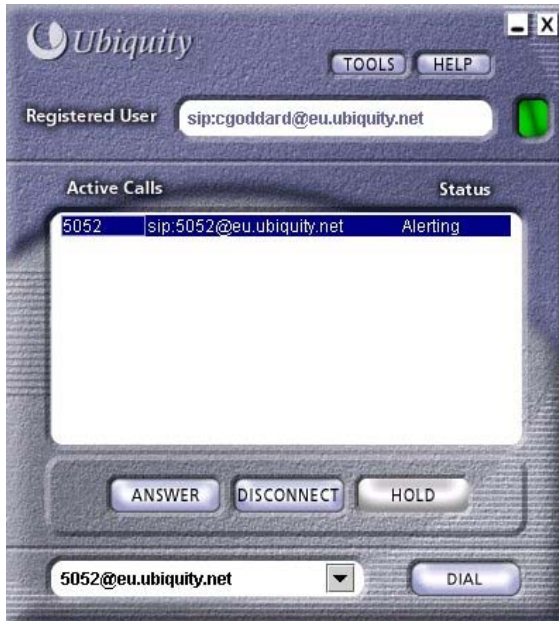 Ubiquity
TOOLS HELP
Registered User sip:cgoddard@eu.ubiquity.net
Active Calls Status
5052 sip:5052@eu.ubiquity.net Alerting
ANSWER DISCONNECT HOLD
5052@eu.ubiquity.net DIAL